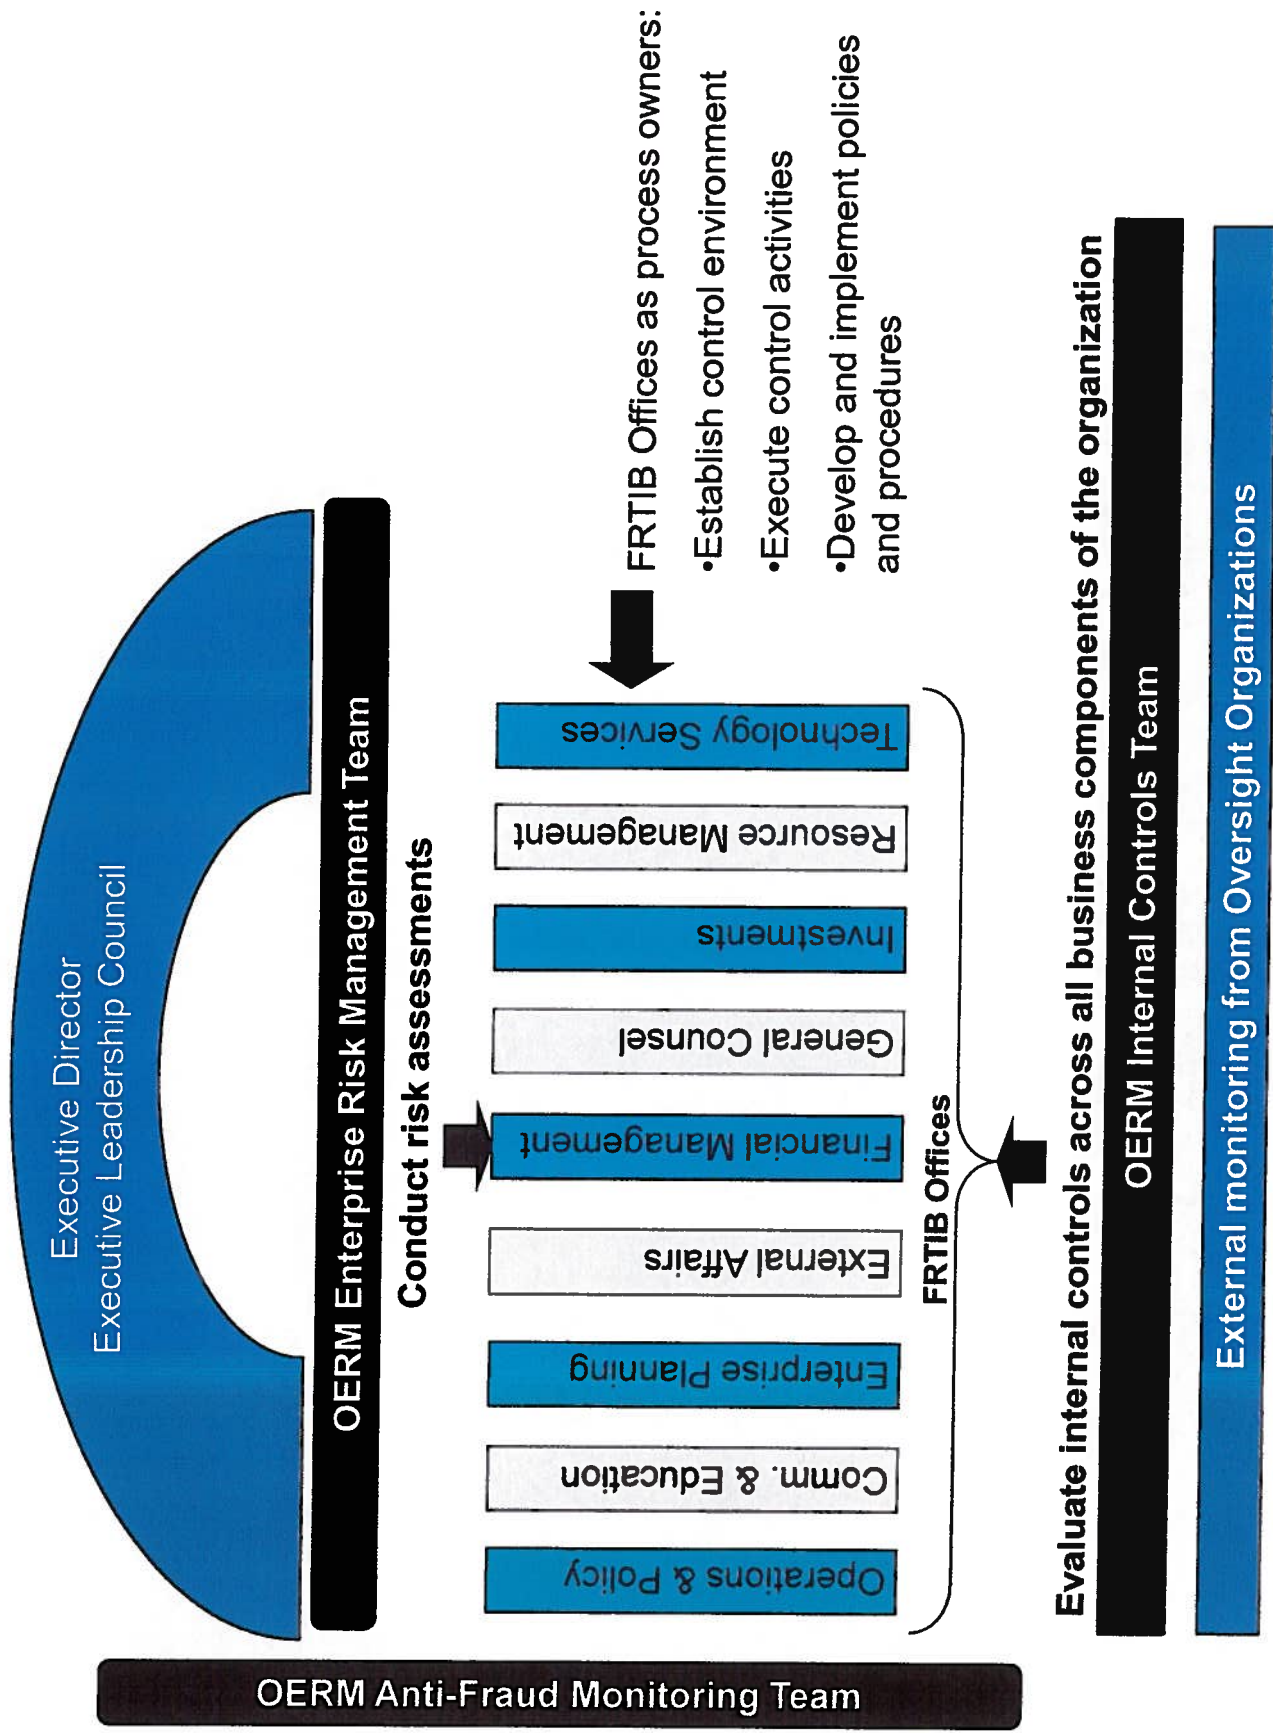 Executive Director
Executive Leadership Council
OERM Enterprise Risk Management Team
Conduct risk assessments
OERM Anti-Fraud Monitoring Team
Operations & Policy
Comm. & Education
Enterprise Planning
External Affairs
Financial Management
General Counsel
Investments
Resource Management
Technology Services
FRTIB Offices as process owners:
•Establish control environment
•Execute control activities
•Develop and implement policies
and procedures
FRTIB Offices
Evaluate internal controls across all business components of the organization
OERM Internal Controls Team
External monitoring from Oversight Organizations